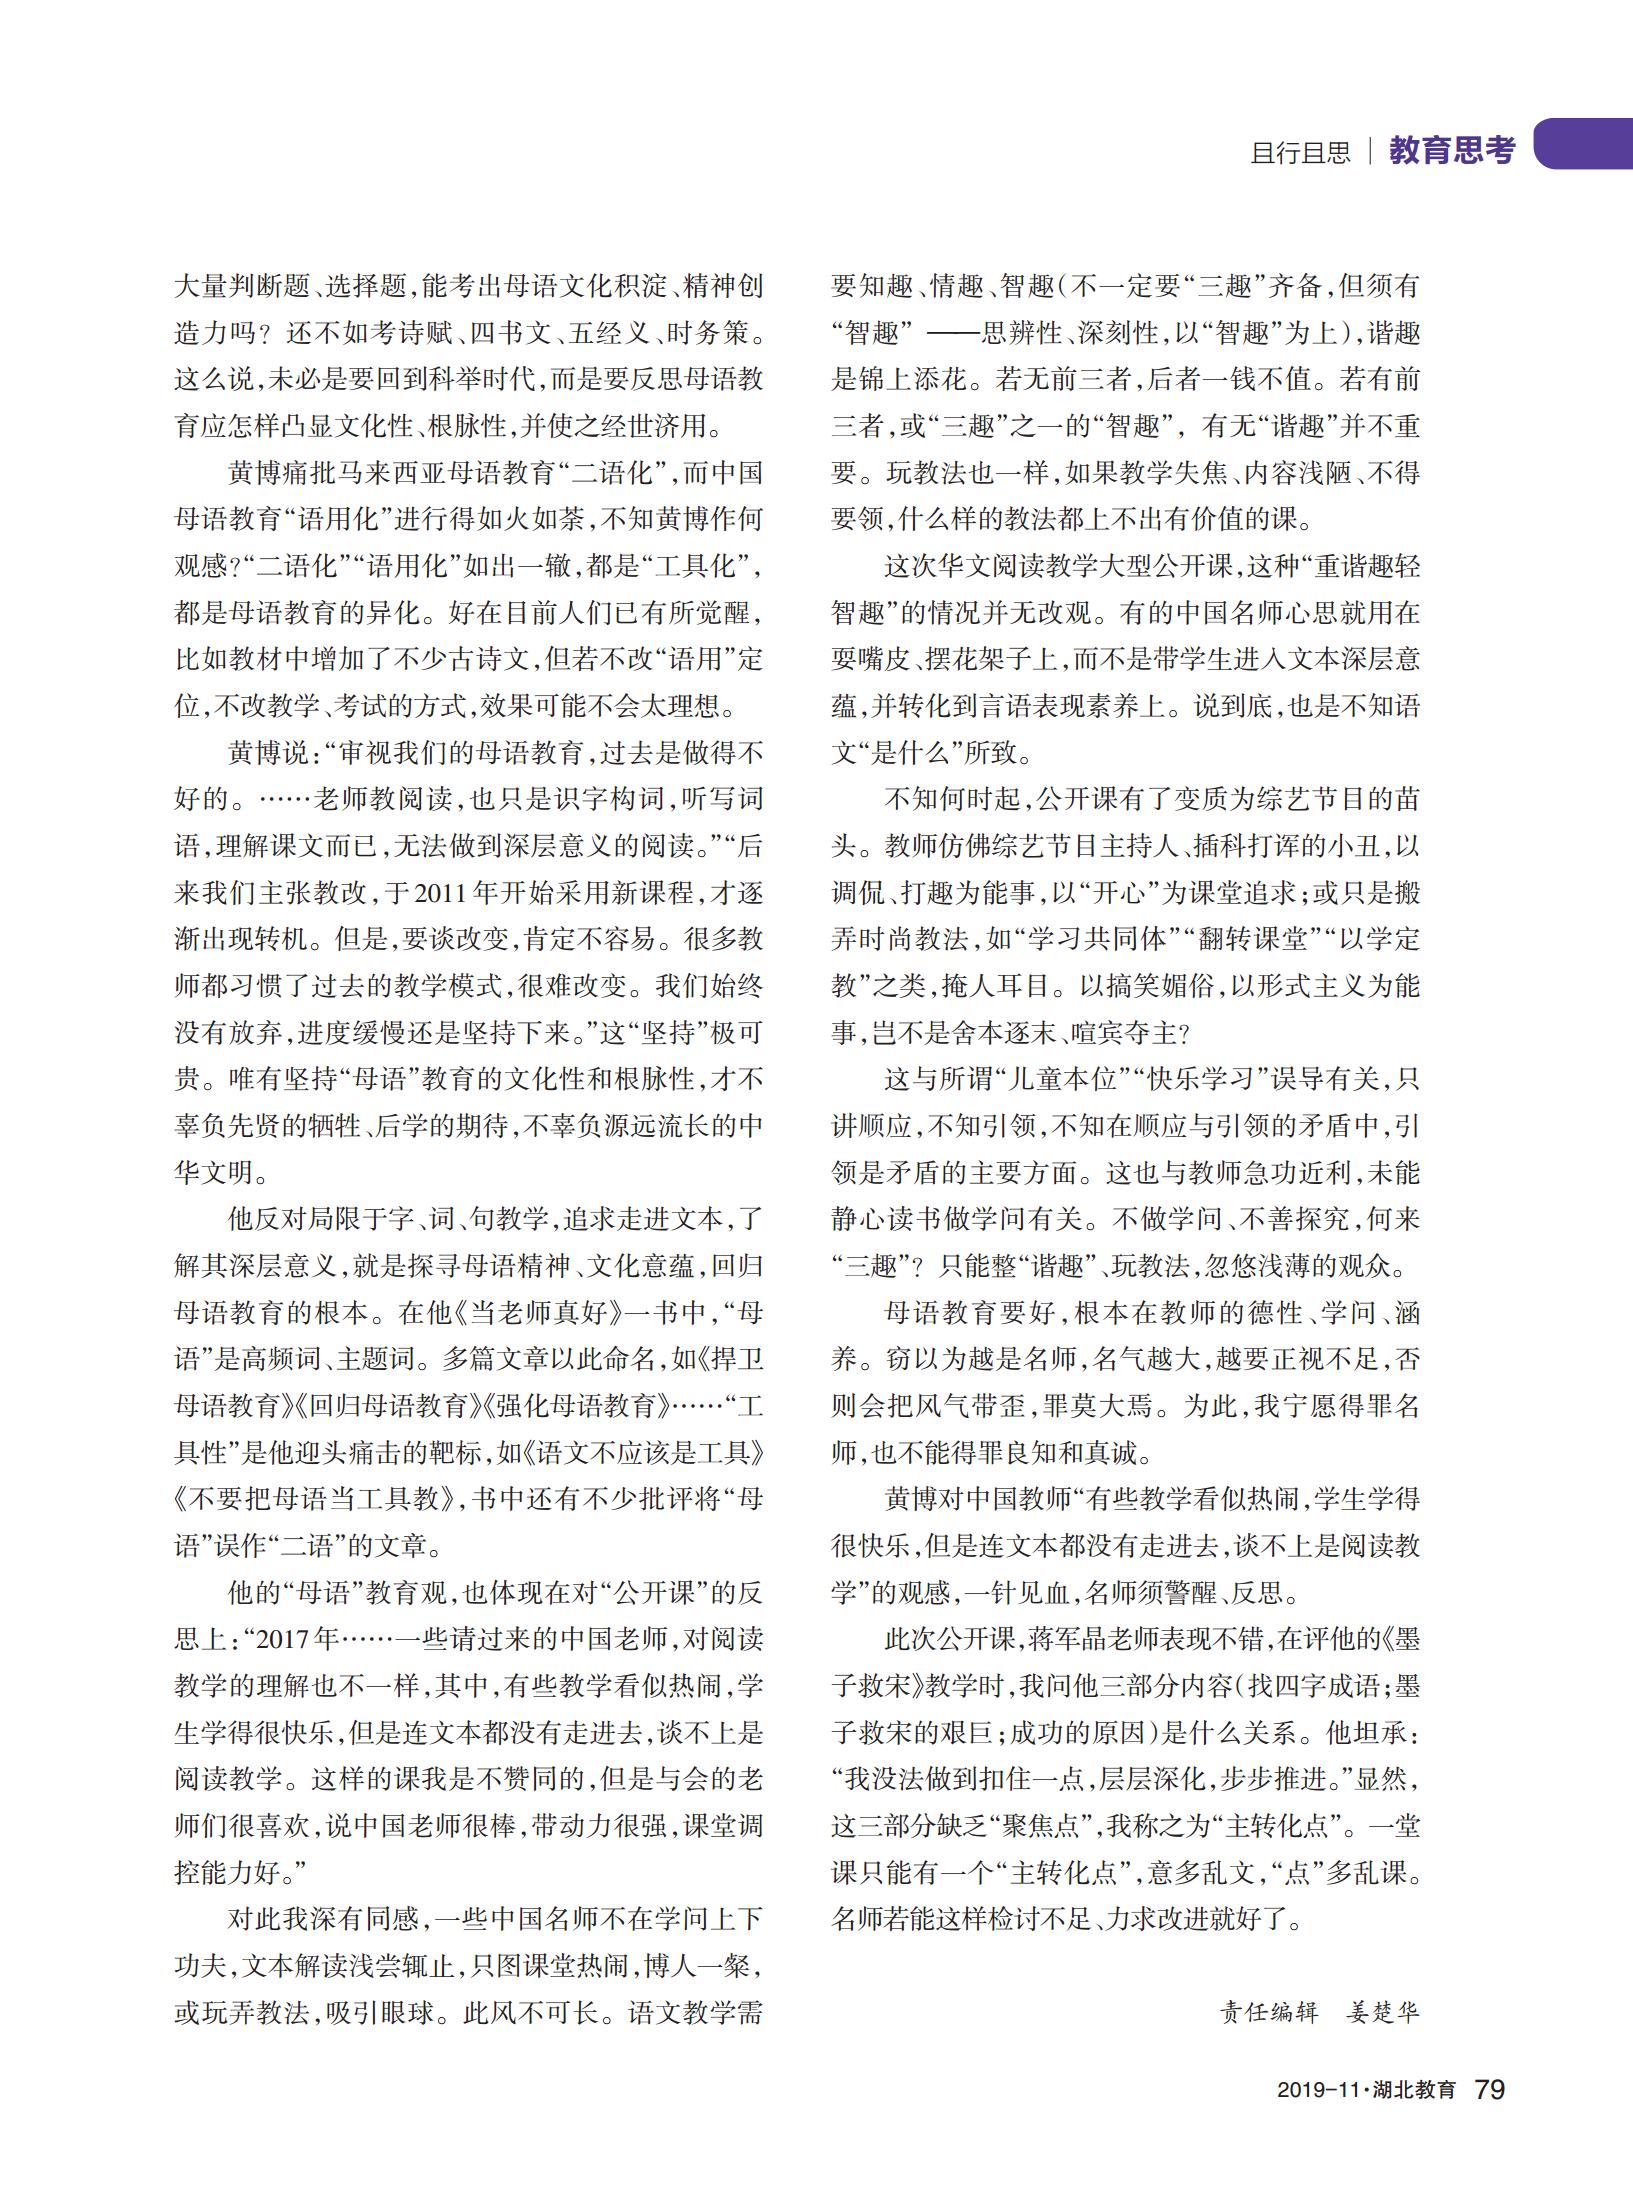 且行且思 | 教育思考
大量判断题、选择题,能考出母语文化积淀、精神创
造力吗？还不如考诗赋、四书文、五经义、时务策。
这么说,未必是要回到科举时代,而是要反思母语教
育应怎样凸显文化性、根脉性,并使之经世济用。
黄博痛批马来西亚母语教育“二语化”,而中国
母语教育“语用化”进行得如火如荼,不知黄博作何
观感?“二语化”“语用化”如出一辙,都是“工具化”,
都是母语教育的异化。好在目前人们已有所觉醒,
比如教材中增加了不少古诗文,但若不改“语用”定
位,不改教学、考试的方式,效果可能不会太理想。
黄博说:“审视我们的母语教育,过去是做得不
好的。……老师教阅读,也只是识字构词,听写词
语,理解课文而已,无法做到深层意义的阅读。”“后
来我们主张教改,于2011年开始采用新课程,才逐
渐出现转机。但是,要谈改变,肯定不容易。很多教
师都习惯了过去的教学模式,很难改变。我们始终
没有放弃,进度缓慢还是坚持下来。”这“坚持”极可
贵。唯有坚持“母语”教育的文化性和根脉性,才不
辜负先贤的牺牲、后学的期待,不辜负源远流长的中
华文明。
他反对局限于字、词、句教学,追求走进文本,了
解其深层意义,就是探寻母语精神、文化意蕴,回归
母语教育的根本。在他《当老师真好》一书中,“母
语”是高频词、主题词。多篇文章以此命名,如《捍卫
母语教育》《回归母语教育》《强化母语教育》……“工
具性”是他迎头痛击的靶标,如《语文不应该是工具》
《不要把母语当工具教》,书中还有不少批评将“母
语”误作“二语”的文章。
他的“母语”教育观,也体现在对“公开课”的反
思上:“2017年……一些请过来的中国老师,对阅读
教学的理解也不一样,其中,有些教学看似热闹,学
生学得很快乐,但是连文本都没有走进去,谈不上是
阅读教学。这样的课我是不赞同的,但是与会的老
师们很喜欢,说中国老师很棒,带动力很强,课堂调
控能力好。”
对此我深有同感,一些中国名师不在学问上下
功夫,文本解读浅尝辄止,只图课堂热闹,博人一粲,
或玩弄教法,吸引眼球。此风不可长。语文教学需
要知趣、情趣、智趣(不一定要“三趣”齐备,但须有
“智趣”——思辨性、深刻性,以“智趣”为上),谐趣
是锦上添花。若无前三者,后者一钱不值。若有前
三者,或“三趣”之一的“智趣”,有无“谐趣”并不重
要。玩教法也一样,如果教学失焦、内容浅陋、不得
要领,什么样的教法都上不出有价值的课。
这次华文阅读教学大型公开课,这种“重谐趣轻
智趣”的情况并无改观。有的中国名师心思就用在
耍嘴皮、摆花架子上,而不是带学生进入文本深层意
蕴,并转化到言语表现素养上。说到底,也是不知语
文“是什么”所致。
不知何时起,公开课有了变质为综艺节目的苗
头。教师仿佛综艺节目主持人、插科打诨的小丑,以
调侃、打趣为能事,以“开心”为课堂追求;或只是搬
弄时尚教法,如“学习共同体”“翻转课堂”“以学定
教”之类,掩人耳目。以搞笑媚俗,以形式主义为能
事,岂不是舍本逐末、喧宾夺主?
这与所谓“儿童本位”“快乐学习”误导有关,只
讲顺应,不知引领,不知在顺应与引领的矛盾中,引
领是矛盾的主要方面。这也与教师急功近利,未能
静心读书做学问有关。不做学问、不善探究,何来
“三趣”？只能整“谐趣”、玩教法,忽悠浅薄的观众。
母语教育要好,根本在教师的德性、学问、涵
养。窃以为越是名师,名气越大,越要正视不足,否
则会把风气带歪,罪莫大焉。为此,我宁愿得罪名
师,也不能得罪良知和真诚。
黄博对中国教师“有些教学看似热闹,学生学得
很快乐,但是连文本都没有走进去,谈不上是阅读教
学”的观感,一针见血,名师须警醒、反思。
此次公开课,蒋军晶老师表现不错,在评他的《墨
子救宋》教学时,我问他三部分内容(找四字成语;墨
子救宋的艰巨;成功的原因)是什么关系。他坦承:
“我没法做到扣住一点,层层深化,步步推进。”显然,
这三部分缺乏“聚焦点”,我称之为“主转化点”。一堂
课只能有一个“主转化点”,意多乱文,“点”多乱课。
名师若能这样检讨不足、力求改进就好了。
责任编辑 姜楚华
2019-11·湖北教育 79